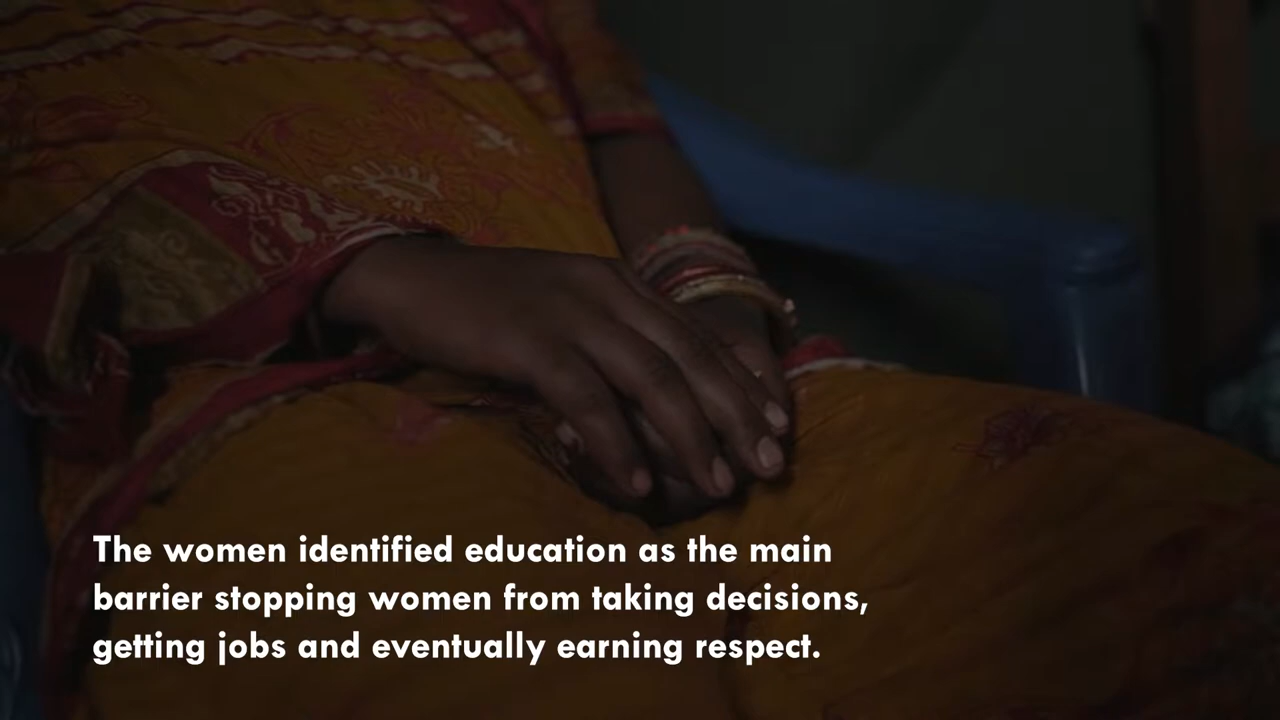 The women identified education as the main
barrier stopping women from taking decisions,
getting jobs and eventually earning respect.